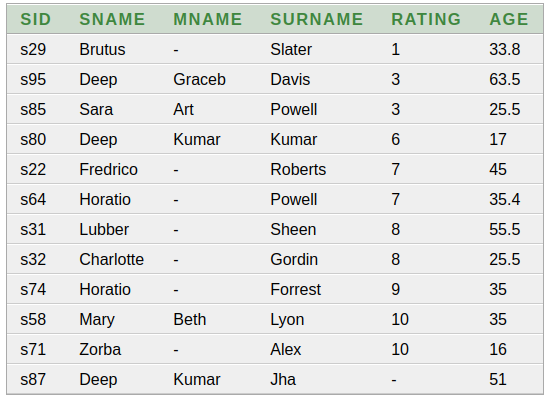 SID SNAME MNAME SURNAME RATING AGE
s29 Brutus - Slater 1 33.8
s95 Deep Graceb Davis 3 63.5
s85 Sara Art Powell 3 25.5
s80 Deep Kumar Kumar 6 17
s22 Fredrico - Roberts 7 45
s64 Horatio - Powell 7 35.4
s31 Lubber - Sheen 8 55.5
s32 Charlotte - Gordin 8 25.5
s74 Horatio - Forrest 9 35
s58 Mary Beth Lyon 10 35
s71 Zorba - Alex 10 16
s87 Deep Kumar Jha - 51